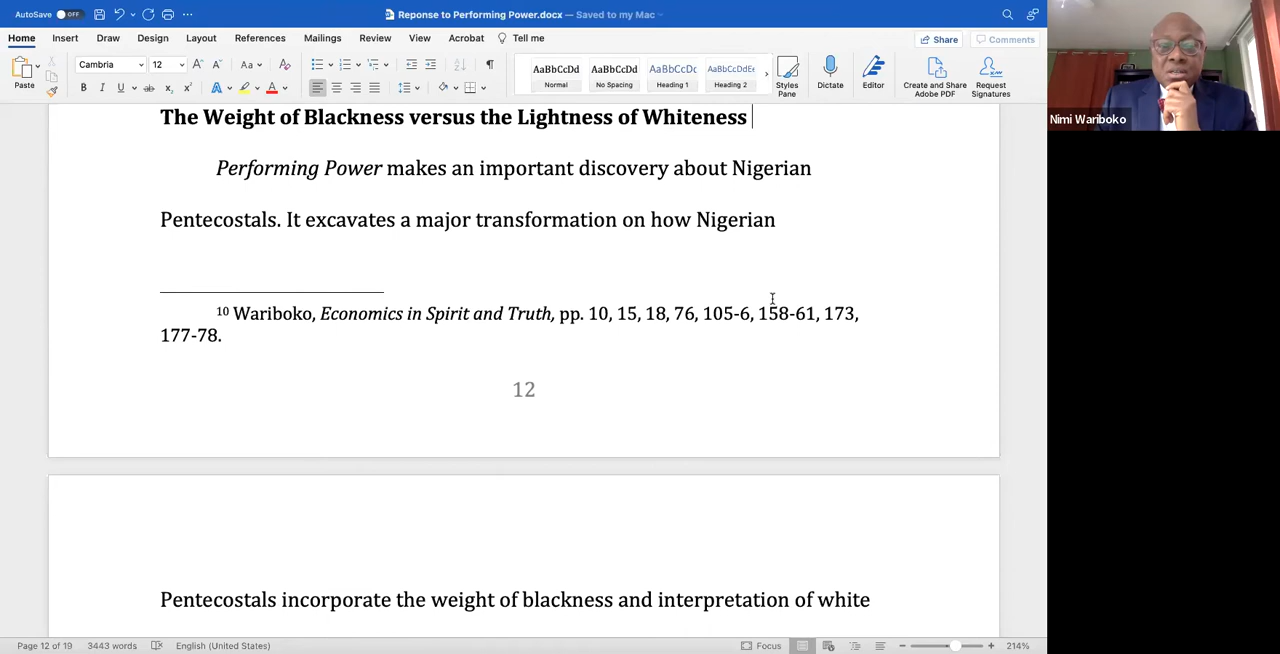 AutoSave OFF Reponse to Performing Power.docx — Saved to my Mac
Home Insert Draw Design Layout References Mailings Review View Acrobat Tell me Share Comments
Paste Cambria 12 Aa B I U ab x₂ x² A A
AaBbCcDd AaBbCcDd AaBbCcDc AaBbCcDdEe
Normal No Spacing Heading 1 Heading 2
Styles Pane Dictate Editor Create and Share Adobe PDF Request Signatures
Nimi Wariboko
The Weight of Blackness versus the Lightness of Whiteness
Performing Power makes an important discovery about Nigerian
Pentecostals. It excavates a major transformation on how Nigerian
10 Wariboko, Economics in Spirit and Truth, pp. 10, 15, 18, 76, 105-6, 158-61, 173,
177-78.
12
Pentecostals incorporate the weight of blackness and interpretation of white
Page 12 of 19 3443 words English (United States) Focus 214%